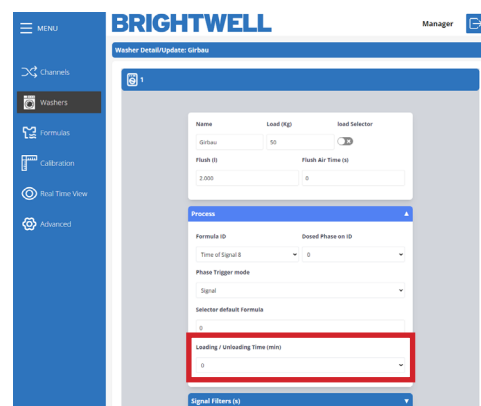 MENU
BRIGHTWELL
Manager
Washer Detail/Update: Girbau
Channels
Washers
Formulas
Calibration
Real Time View
Advanced
1
Name Load (Kg) load Selector
Girbau 50
Flush (l) Flush Air Time (s)
2.000 0
Process
Formula ID Dosed Phase on ID
Time of Signal 8 0
Phase Trigger mode
Signal
Selector default Formula
0
Loading / Unloading Time (min)
0
Signal Filters (s)